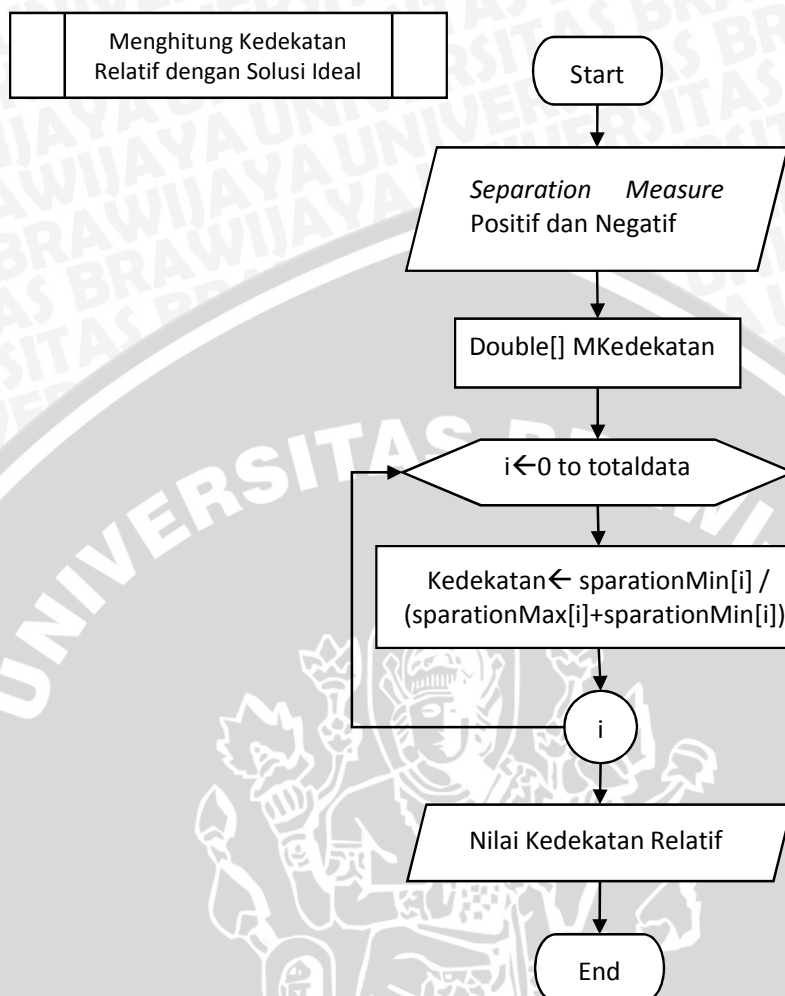 Menghitung Kedekatan
Relatif dengan Solusi Ideal
Start
Separation Measure
Positif dan Negatif
Double[] MKedekatan
i←0 to totaldata
Kedekatan← sparationMin[i] /
(sparationMax[i]+sparationMin[i])
i
Nilai Kedekatan Relatif
End